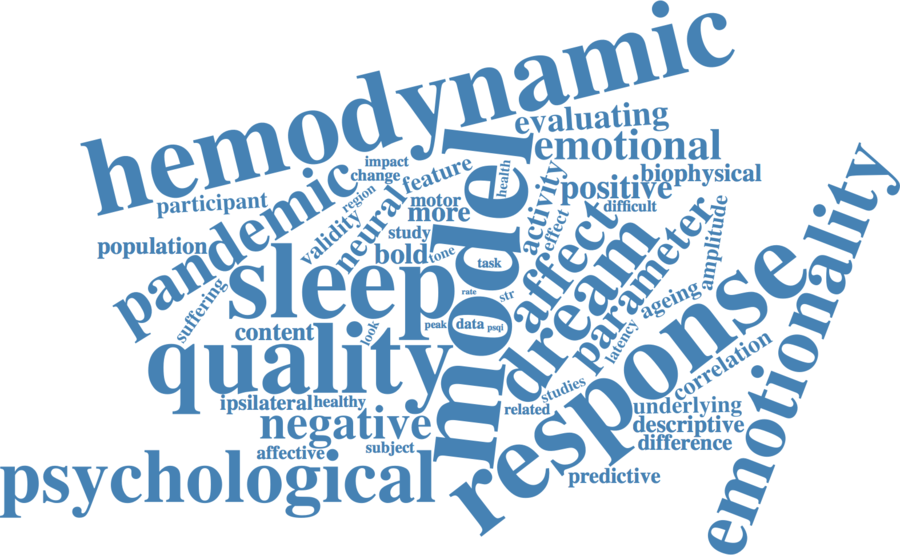 hemodynamic
evaluating
emotional
impact
change
feature
health
biophysical
participant
pandemic
region
neural
motor
more
activity
positive
difficult
emotionality
population
validity
study
bold
tone
model
task
effect
affect
parameter
amplitude
suffering
sleep
rate
str
dream
ageing
content
look
peak
data
psqi
latency
response
quality
correlation
ipsilateral
healthy
studies
related
underlying
negative
descriptive
affective
subject
difference
psychological
predictive